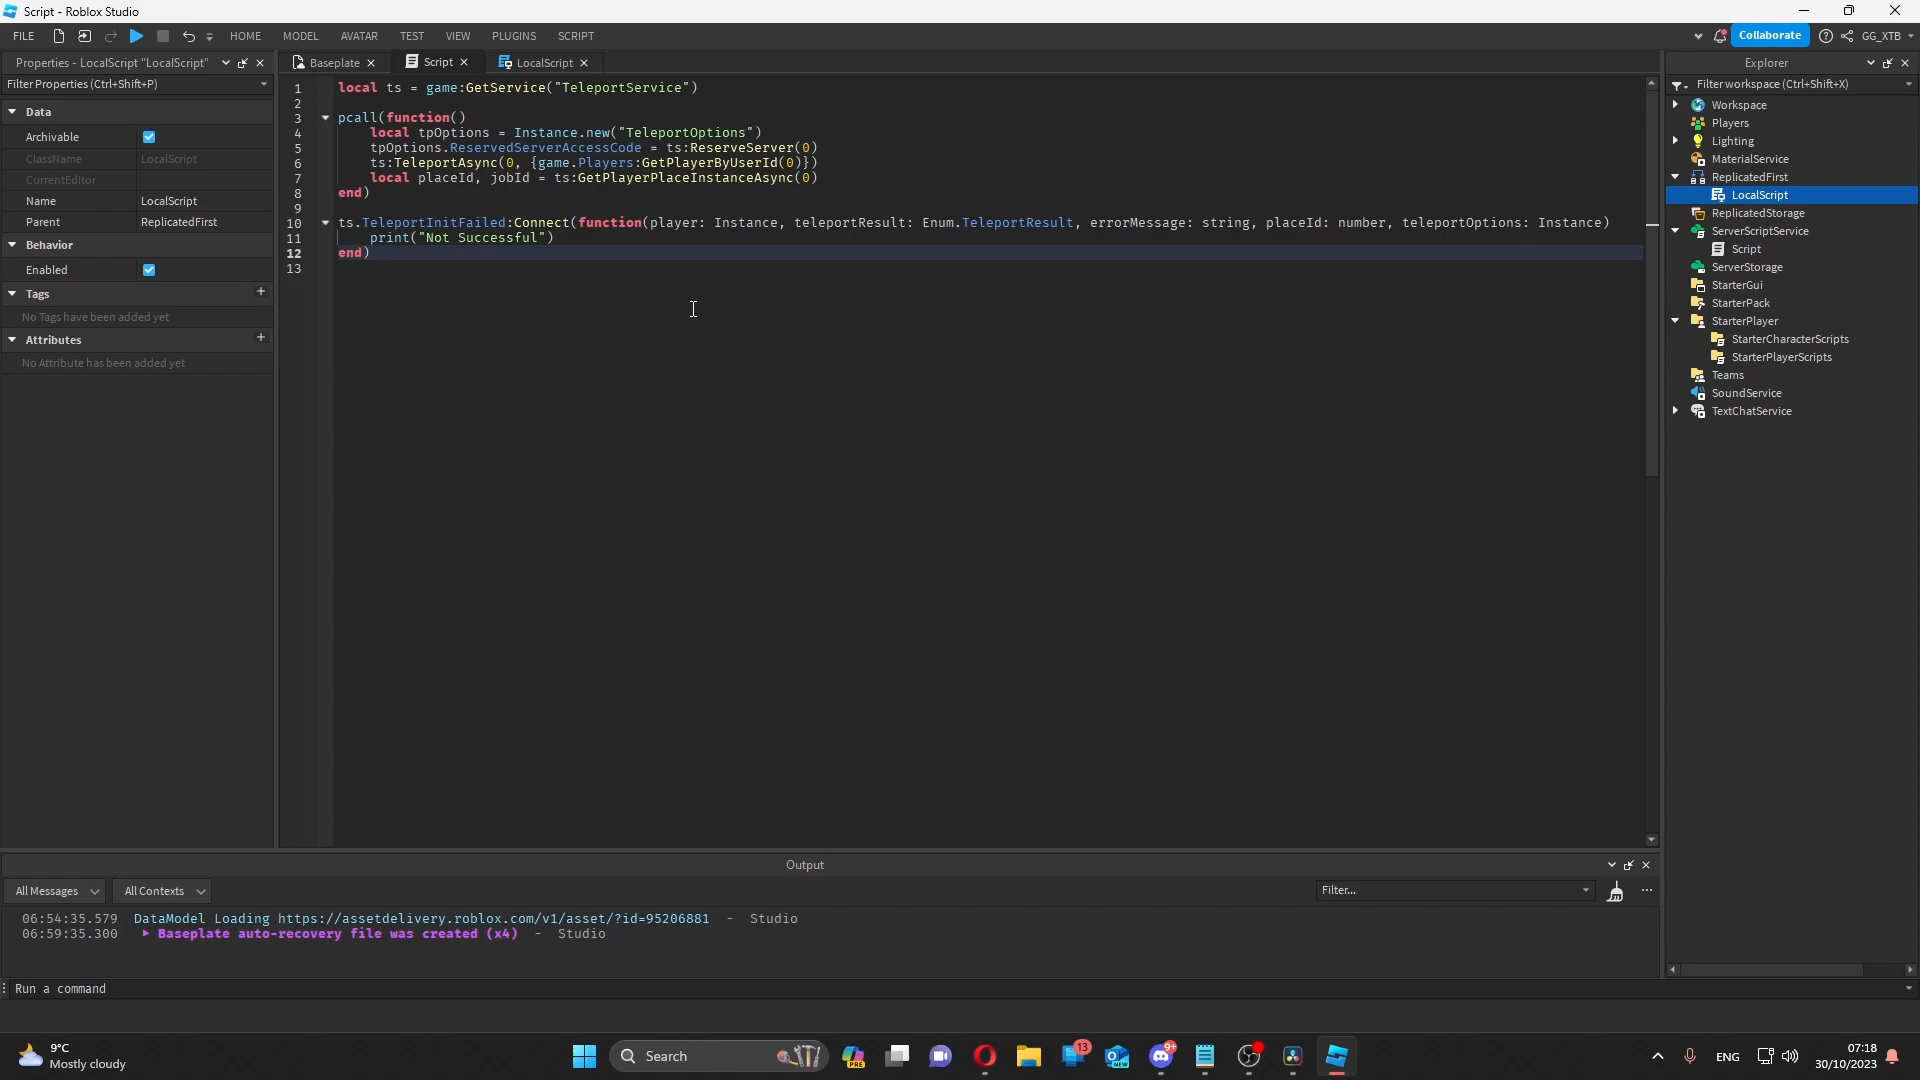 Script - Roblox Studio
FILE HOME MODEL AVATAR TEST VIEW PLUGINS SCRIPT Collaborate GG_XTB
Properties - LocalScript "LocalScript"
Filter Properties (Ctrl+Shift+P)
Data
Archivable
ClassName LocalScript
CurrentEditor
Name LocalScript
Parent ReplicatedFirst
Behavior
Enabled
Tags
No Tags have been added yet
Attributes
No Attribute has been added yet
Baseplate Script LocalScript
1 local ts = game:GetService("TeleportService")
2
3 pcall(function()
4 local tpOptions = Instance.new("TeleportOptions")
5 tpOptions.ReservedServerAccessCode = ts:ReserveServer(0)
6 ts:TeleportAsync(0, {game.Players:GetPlayerByUserId(0)})
7 local placeId, jobId = ts:GetPlayerPlaceInstanceAsync(0)
8 end)
9
10 ts.TeleportInitFailed:Connect(function(player: Instance, teleportResult: Enum.TeleportResult, errorMessage: string, placeId: number, teleportOptions: Instance)
11 print("Not Successful")
12 end)
13
Explorer
Filter workspace (Ctrl+Shift+X)
Workspace
Players
Lighting
MaterialService
ReplicatedFirst
LocalScript
ReplicatedStorage
ServerScriptService
Script
ServerStorage
StarterGui
StarterPack
StarterPlayer
StarterCharacterScripts
StarterPlayerScripts
Teams
SoundService
TextChatService
Output
All Messages All Contexts Filter...
06:54:35.579 DataModel Loading https://assetdelivery.roblox.com/v1/asset/?id=95206881 - Studio
06:59:35.300 Baseplate auto-recovery file was created (x4) - Studio
Run a command
9°C
Mostly cloudy
Search
PRE
13
NEW
9+
ENG
07:18
30/10/2023